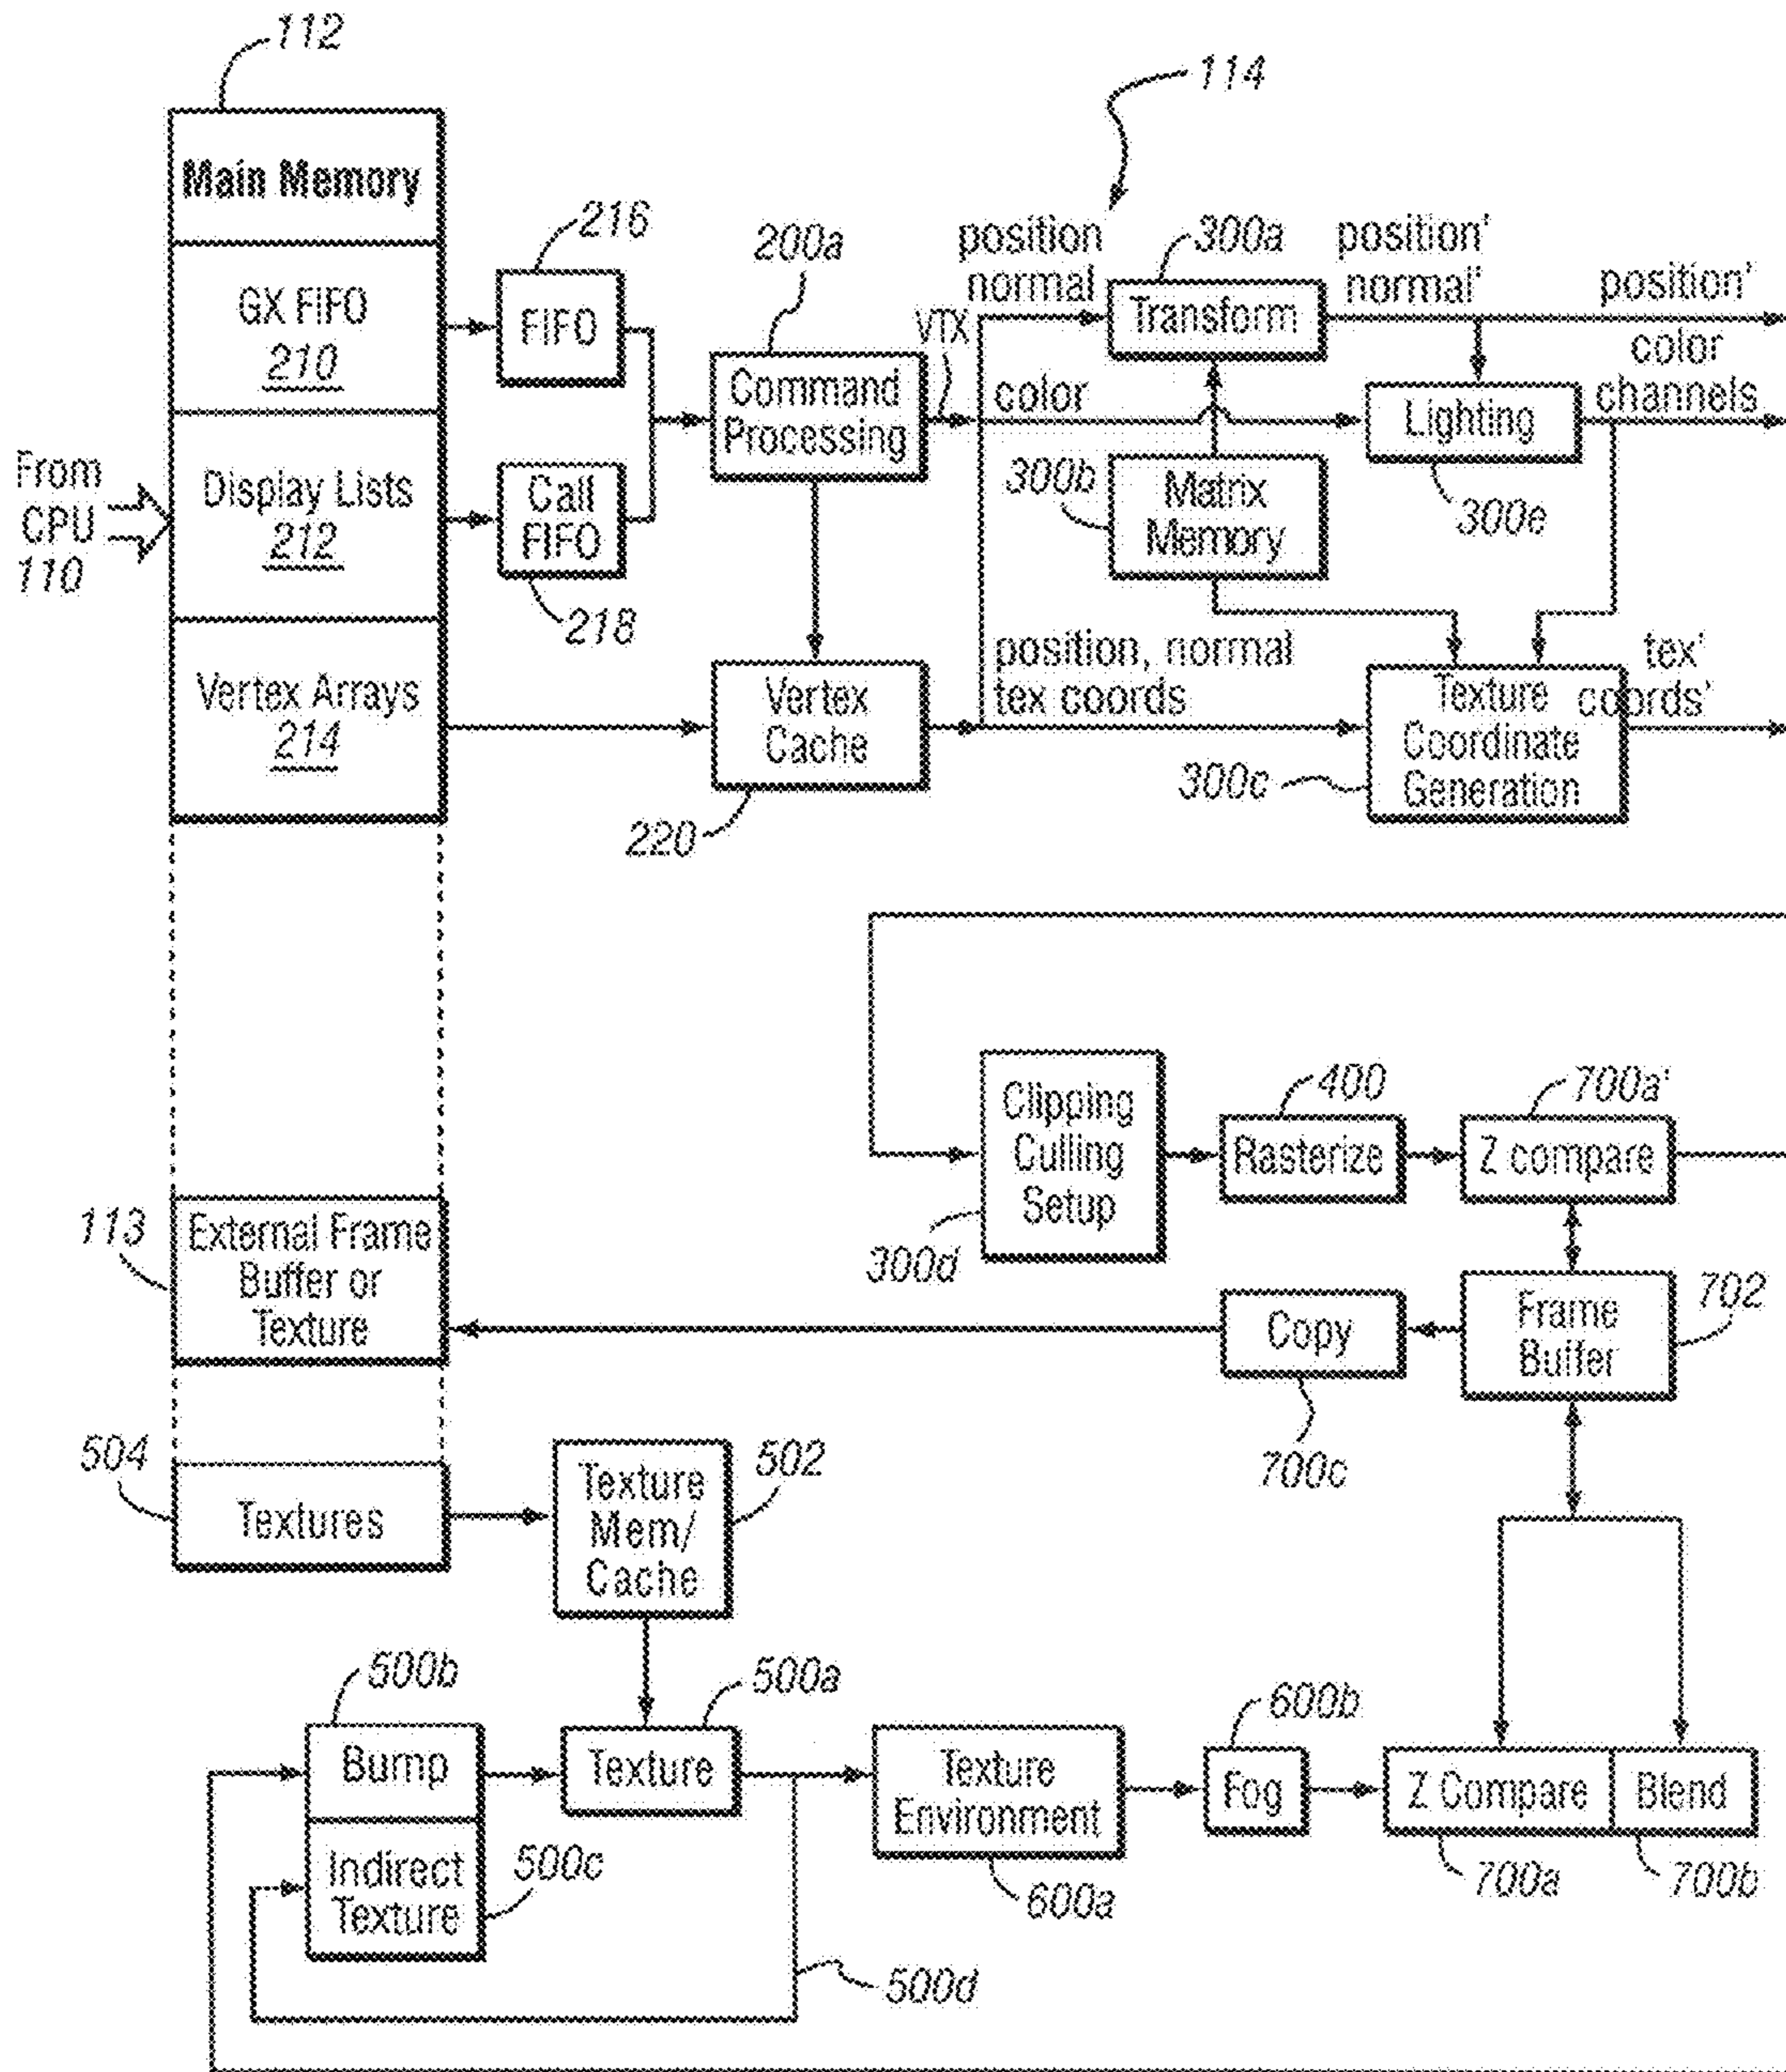 112
114
Main Memory
216
200a
position
normal
300a
position'
normal'
position'
GX FIFO
210
FIFO
VTX
Transform
color
channels
Command
Processing
color
Lighting
From
CPU
110
Display Lists
212
Call
FIFO
300b
Matrix
Memory
300e
218
Vertex Arrays
214
Vertex
Cache
position, normal
tex coords
Texture
Coordinate
Generation
tex'
coords'
300c
220
Clipping
Culling
Setup
400
Rasterize
700a'
Z compare
113
External Frame
Buffer or
Texture
300d
Copy
Frame
Buffer
702
700c
504
Textures
Texture
Mem/
Cache
502
500b
500a
600b
Bump
Texture
Texture
Environment
Fog
Z Compare
Blend
Indirect
Texture
500c
600a
700a
700b
500d